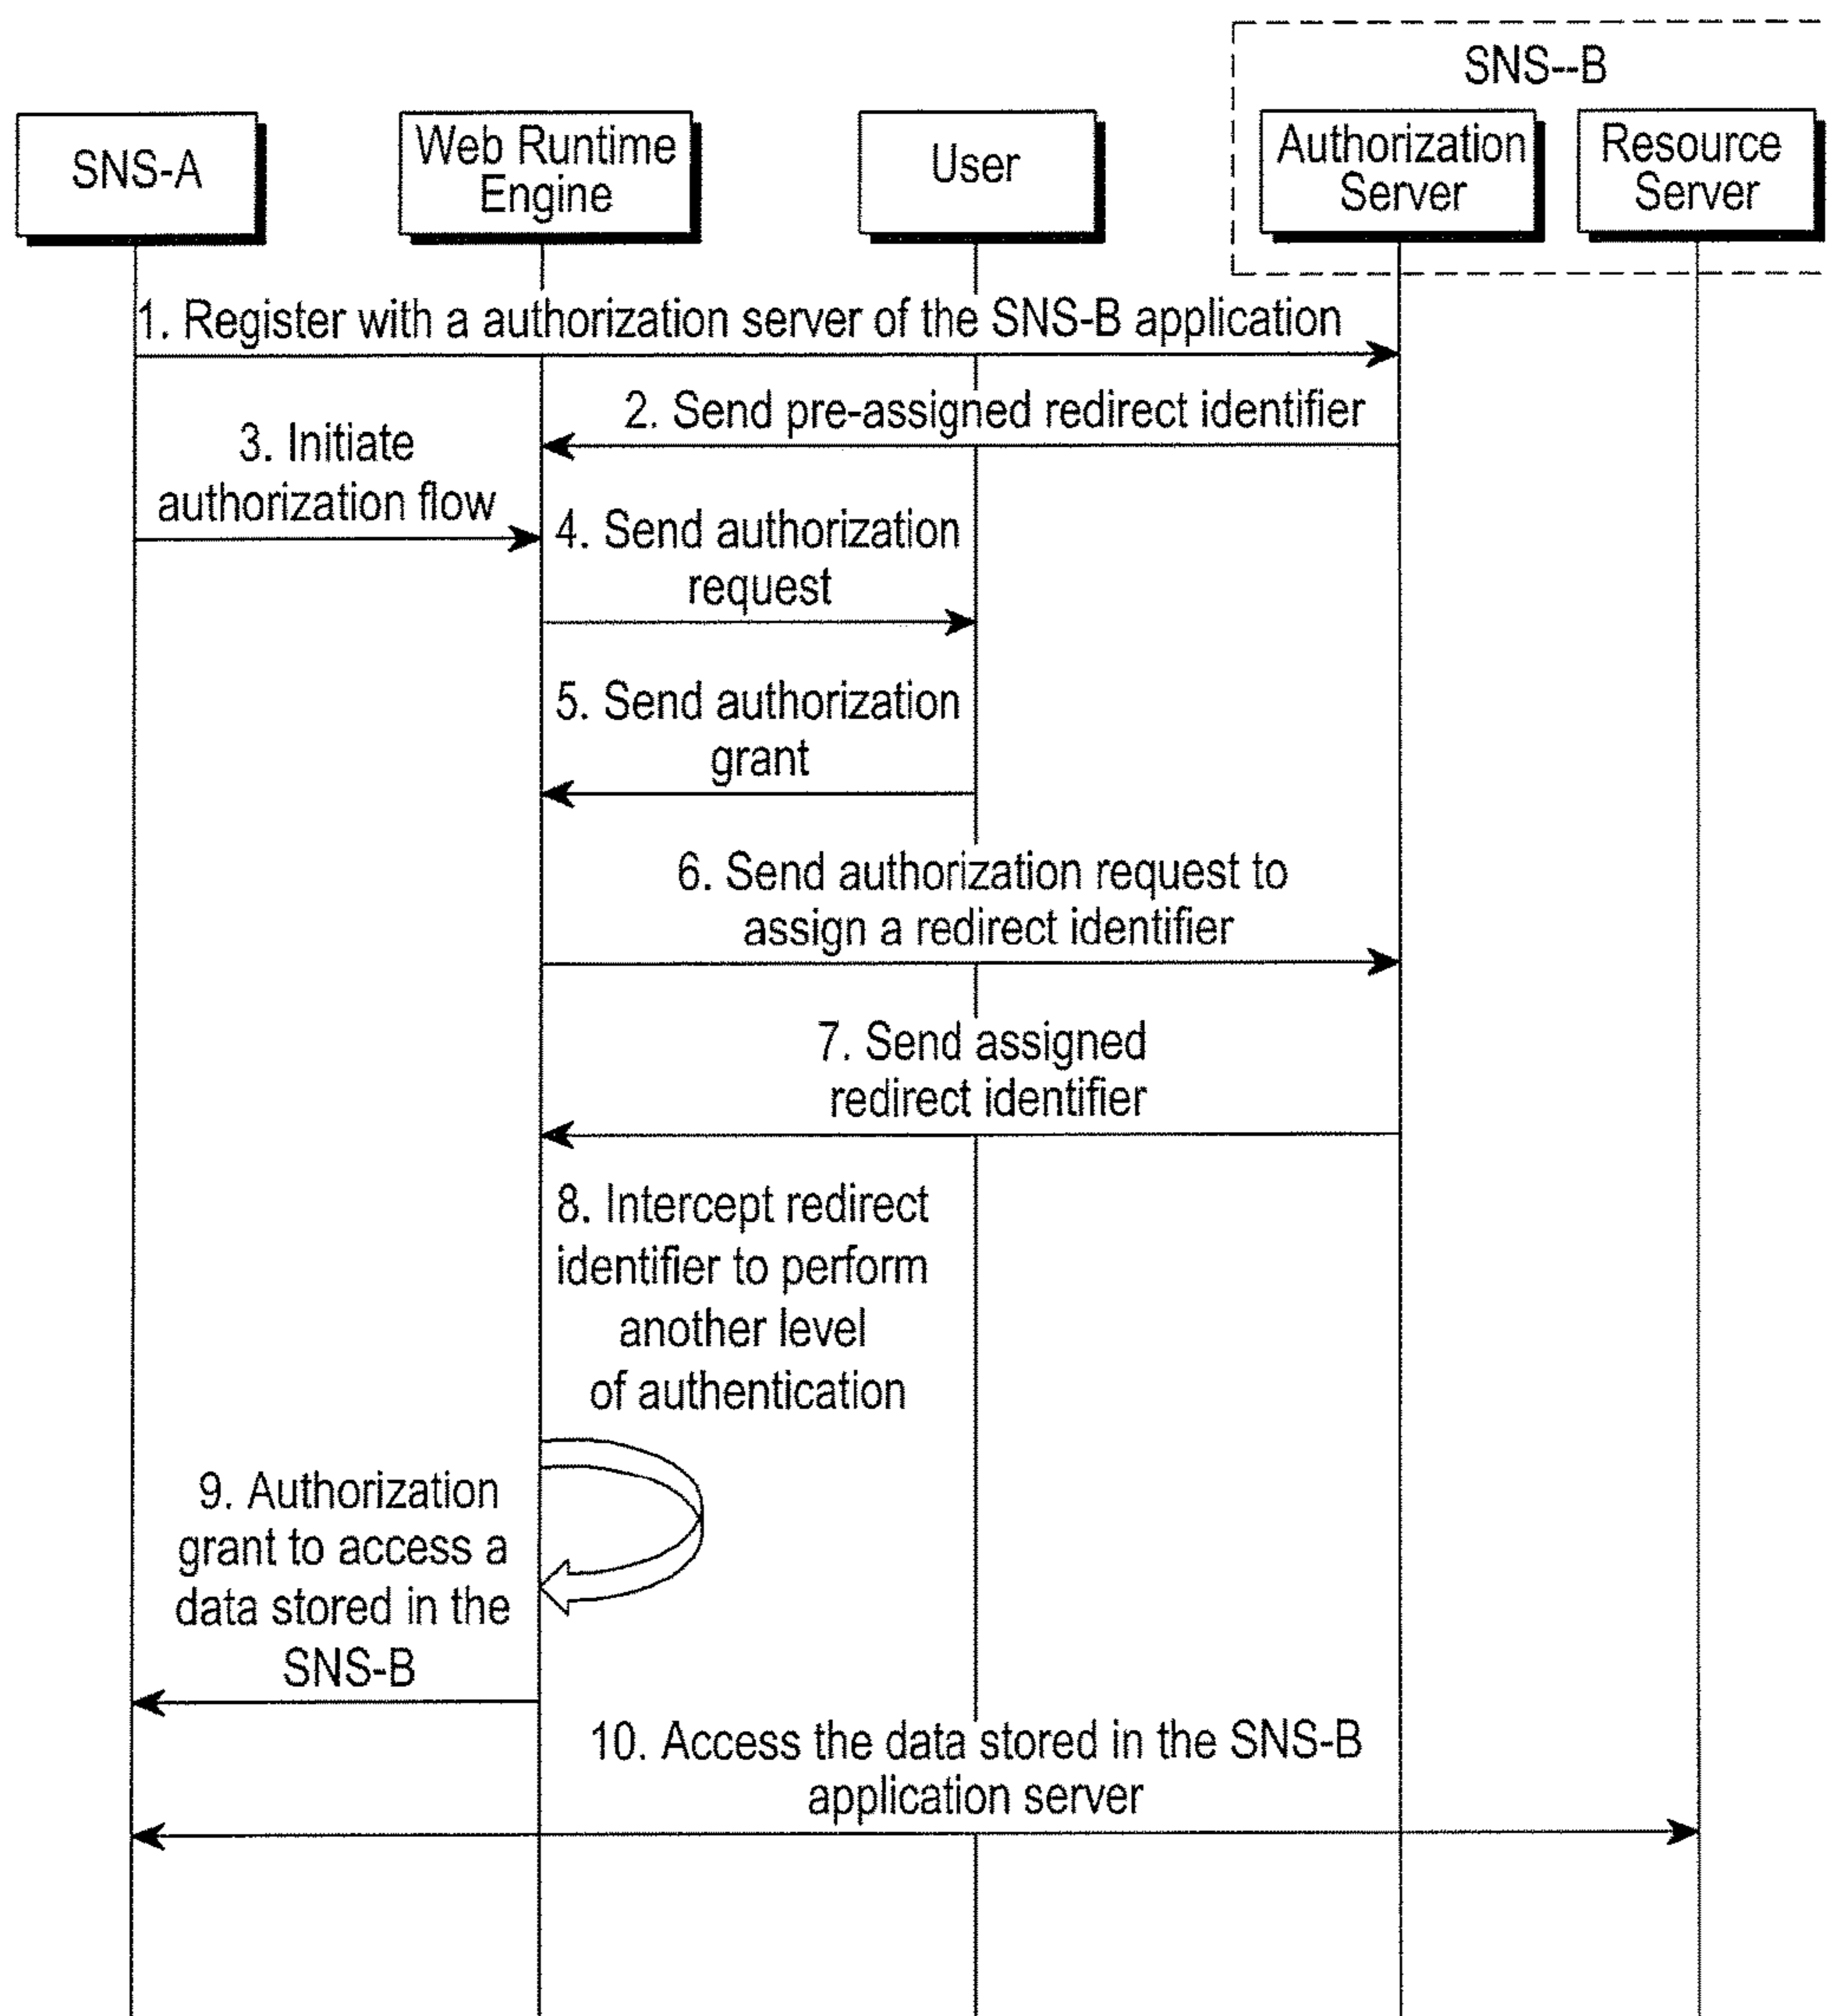 SNS--B
SNS-A
Web Runtime
Engine
User
Authorization
Server
Resource
Server
1. Register with a authorization server of the SNS-B application
2. Send pre-assigned redirect identifier
3. Initiate
authorization flow
4. Send authorization
request
5. Send authorization
grant
6. Send authorization request to
assign a redirect identifier
7. Send assigned
redirect identifier
8. Intercept redirect
identifier to perform
another level
of authentication
9. Authorization
grant to access a
data stored in the
SNS-B
10. Access the data stored in the SNS-B
application server